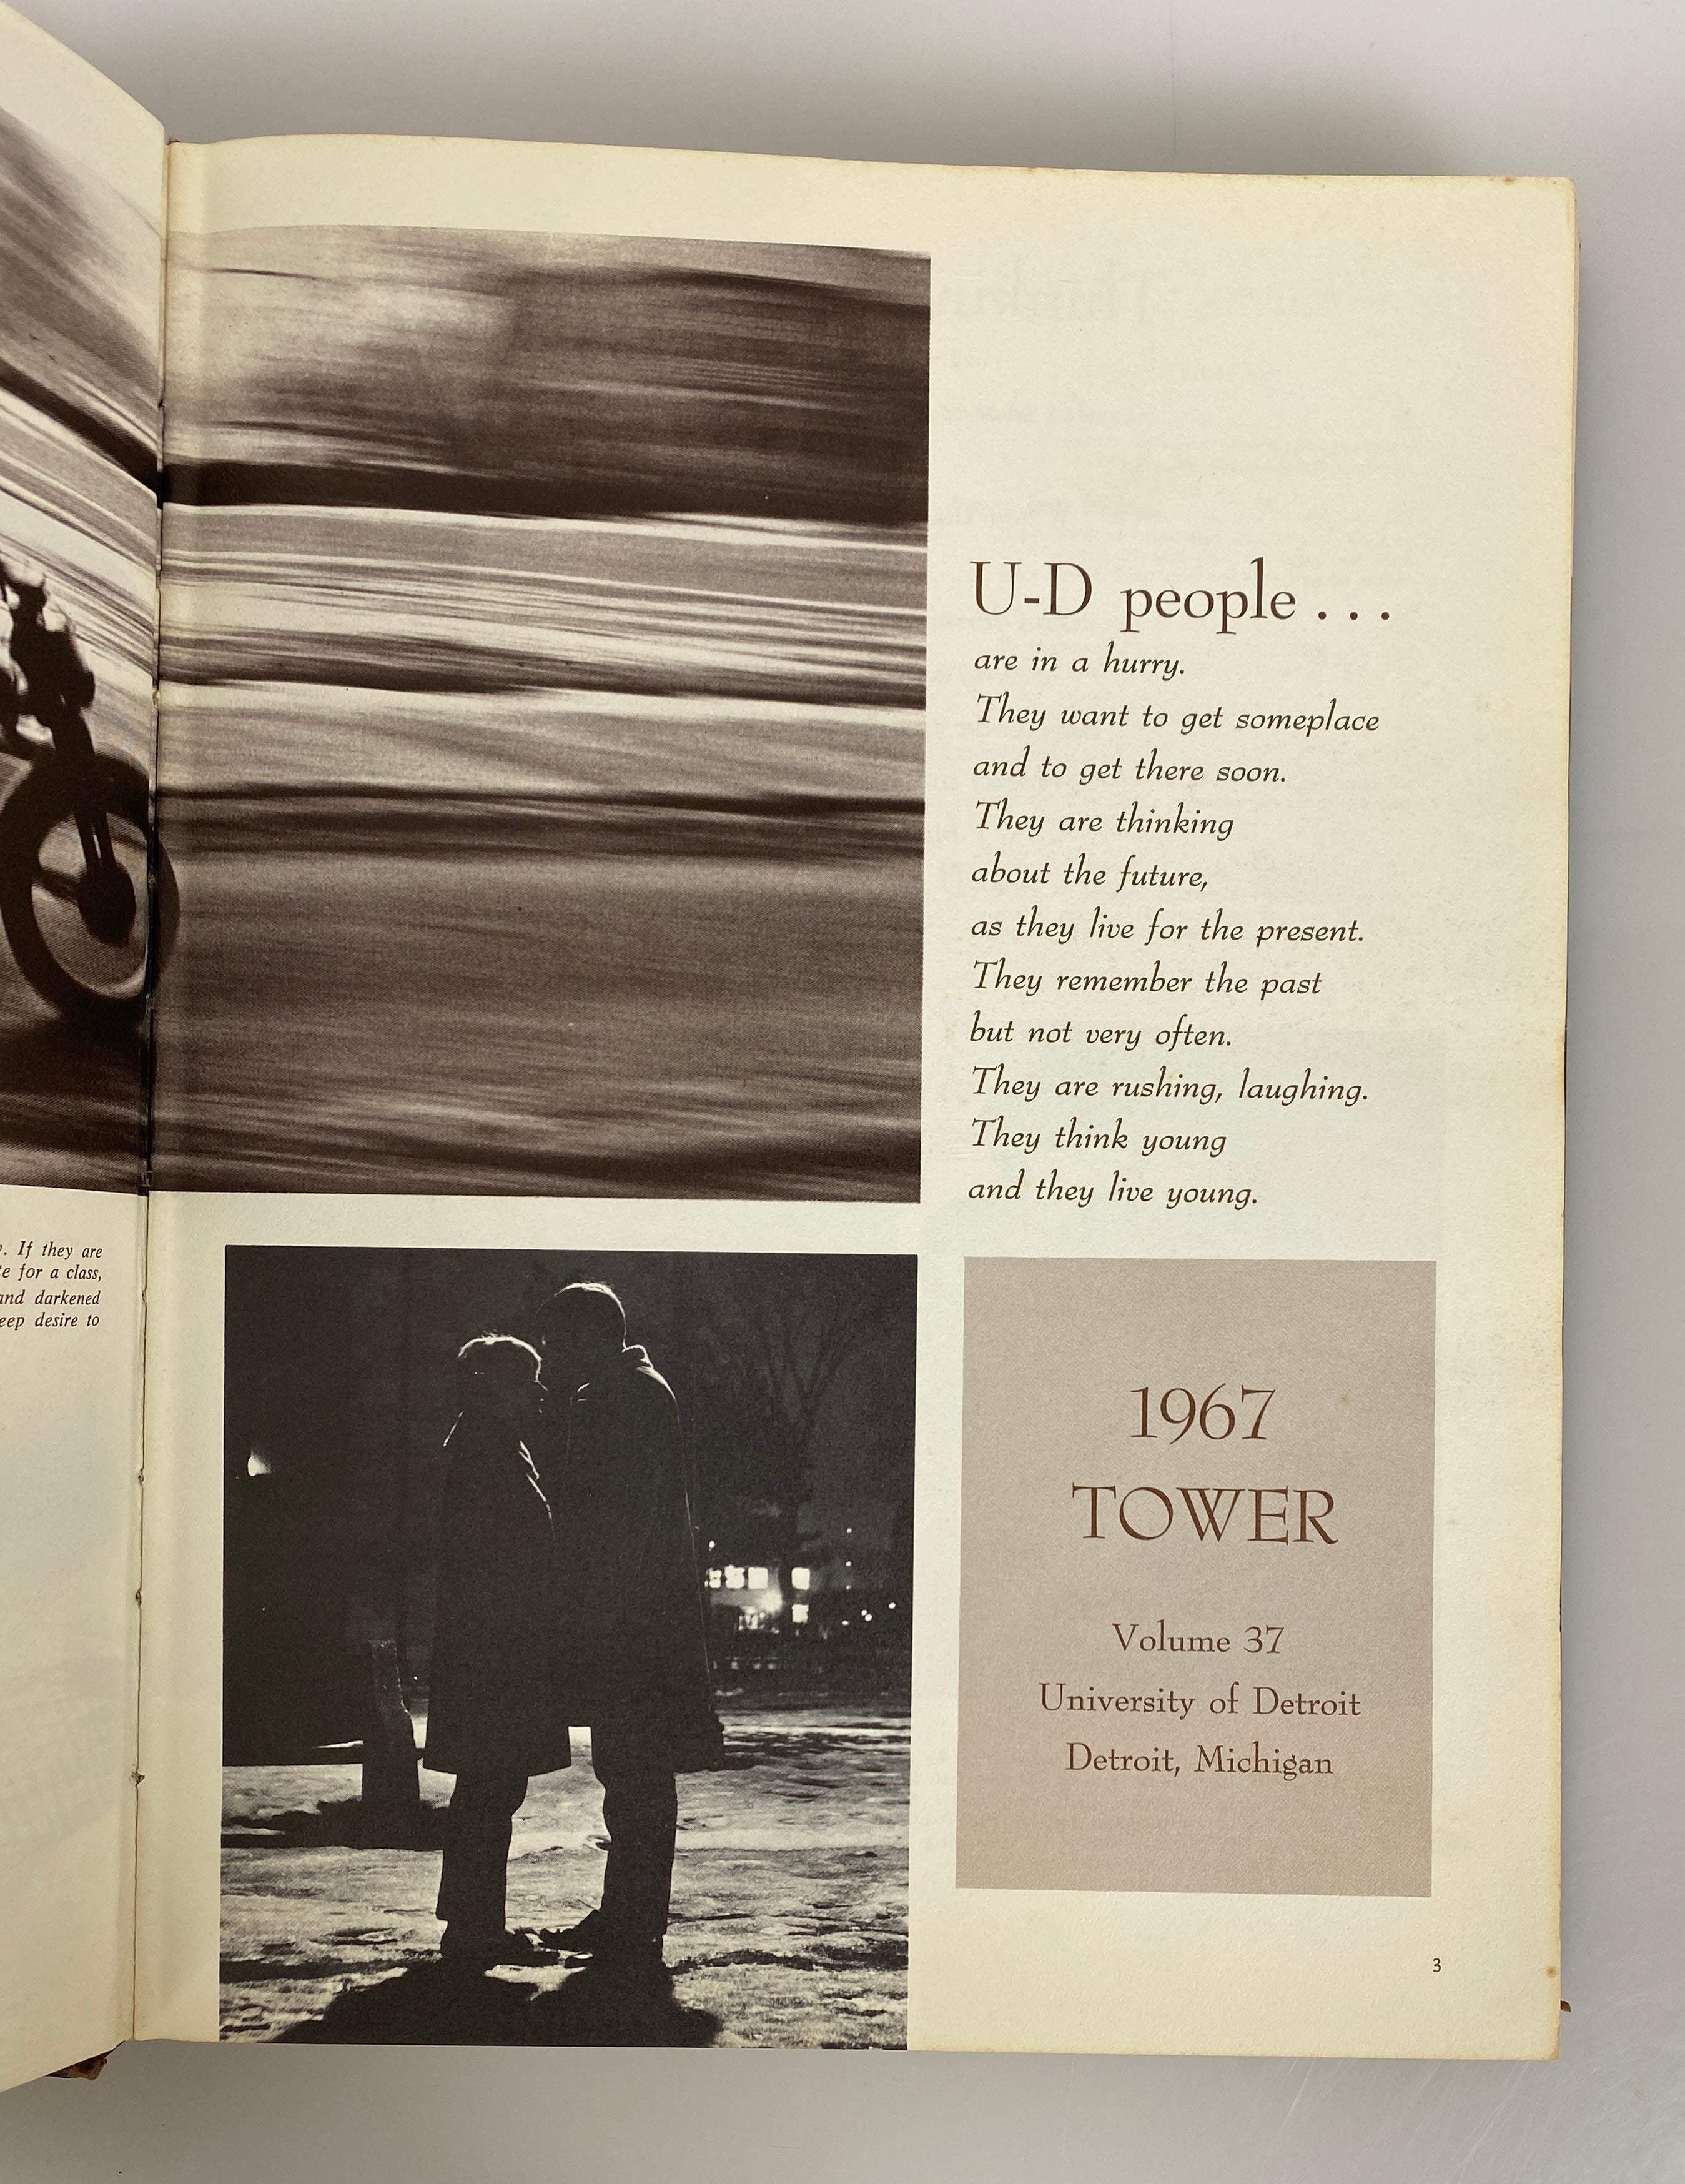 . If they are
for a class,
and darkened
desire to
U-D people . . .
are in a hurry.
They want to get someplace
and to get there soon.
They are thinking
about the future,
as they live for the present.
They remember the past
but not very often.
They are rushing, laughing.
They think young
and they live young.
1967
TOWER
Volume 37
University of Detroit
Detroit, Michigan
3